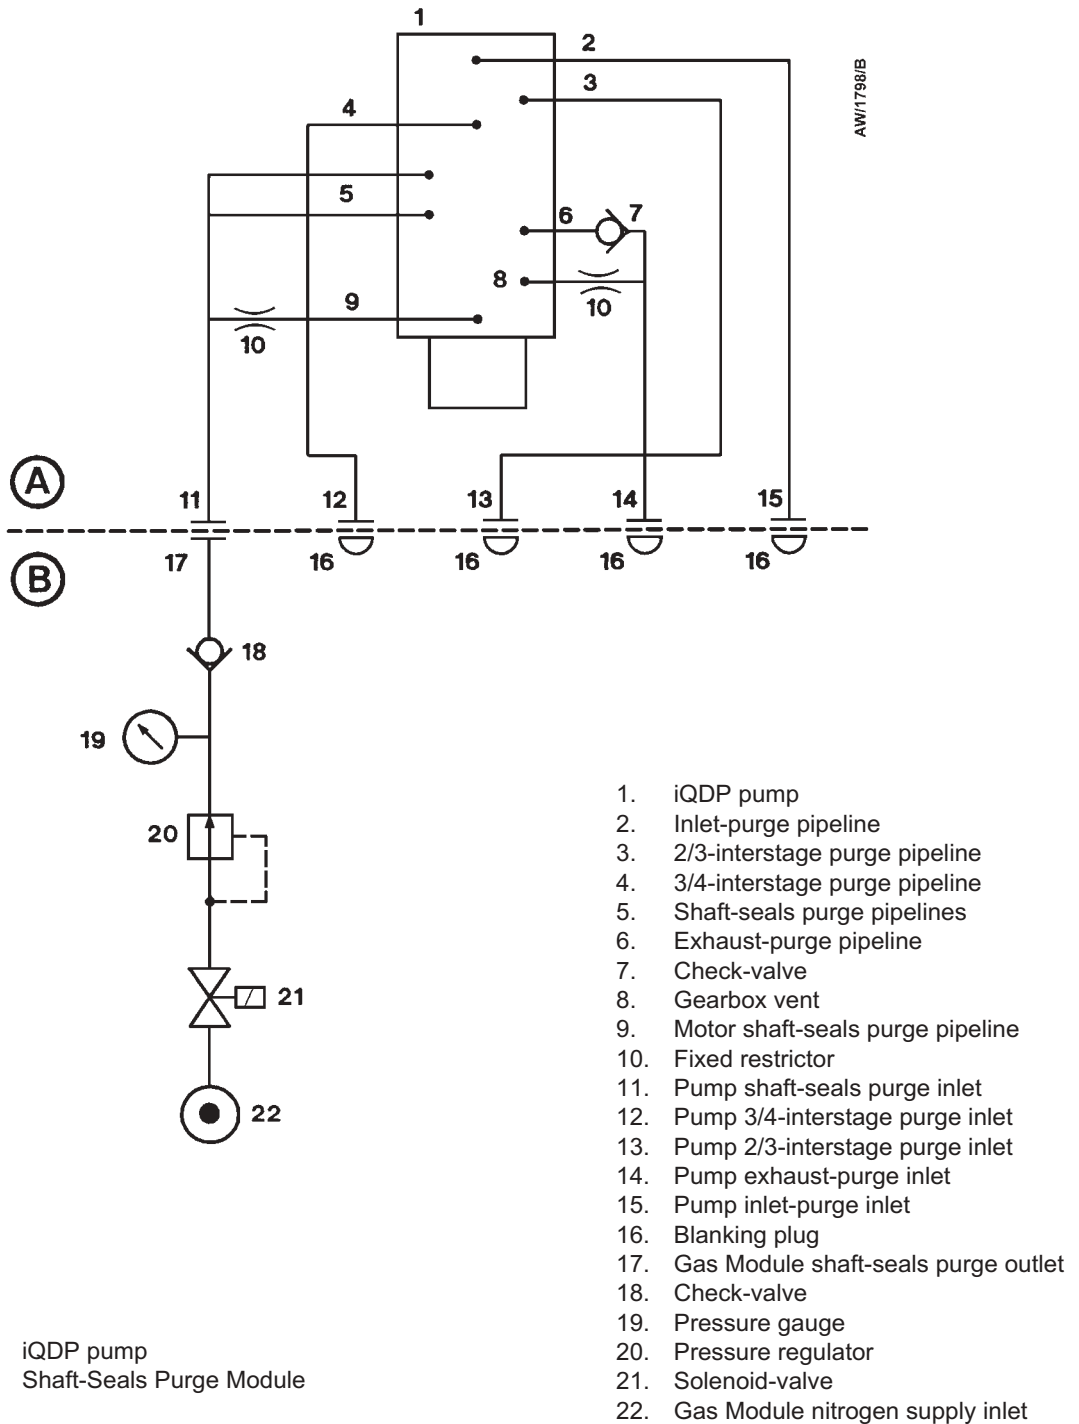 1
2
3
4
5
6
7
8
9
10
10
AW/1798/B
A
11
12
13
14
15
B
17
16
16
16
16
18
19
20
21
22
1. iQDP pump
2. Inlet-purge pipeline
3. 2/3-interstage purge pipeline
4. 3/4-interstage purge pipeline
5. Shaft-seals purge pipelines
6. Exhaust-purge pipeline
7. Check-valve
8. Gearbox vent
9. Motor shaft-seals purge pipeline
10. Fixed restrictor
11. Pump shaft-seals purge inlet
12. Pump 3/4-interstage purge inlet
13. Pump 2/3-interstage purge inlet
14. Pump exhaust-purge inlet
15. Pump inlet-purge inlet
16. Blanking plug
17. Gas Module shaft-seals purge outlet
18. Check-valve
19. Pressure gauge
20. Pressure regulator
21. Solenoid-valve
22. Gas Module nitrogen supply inlet
iQDP pump
Shaft-Seals Purge Module